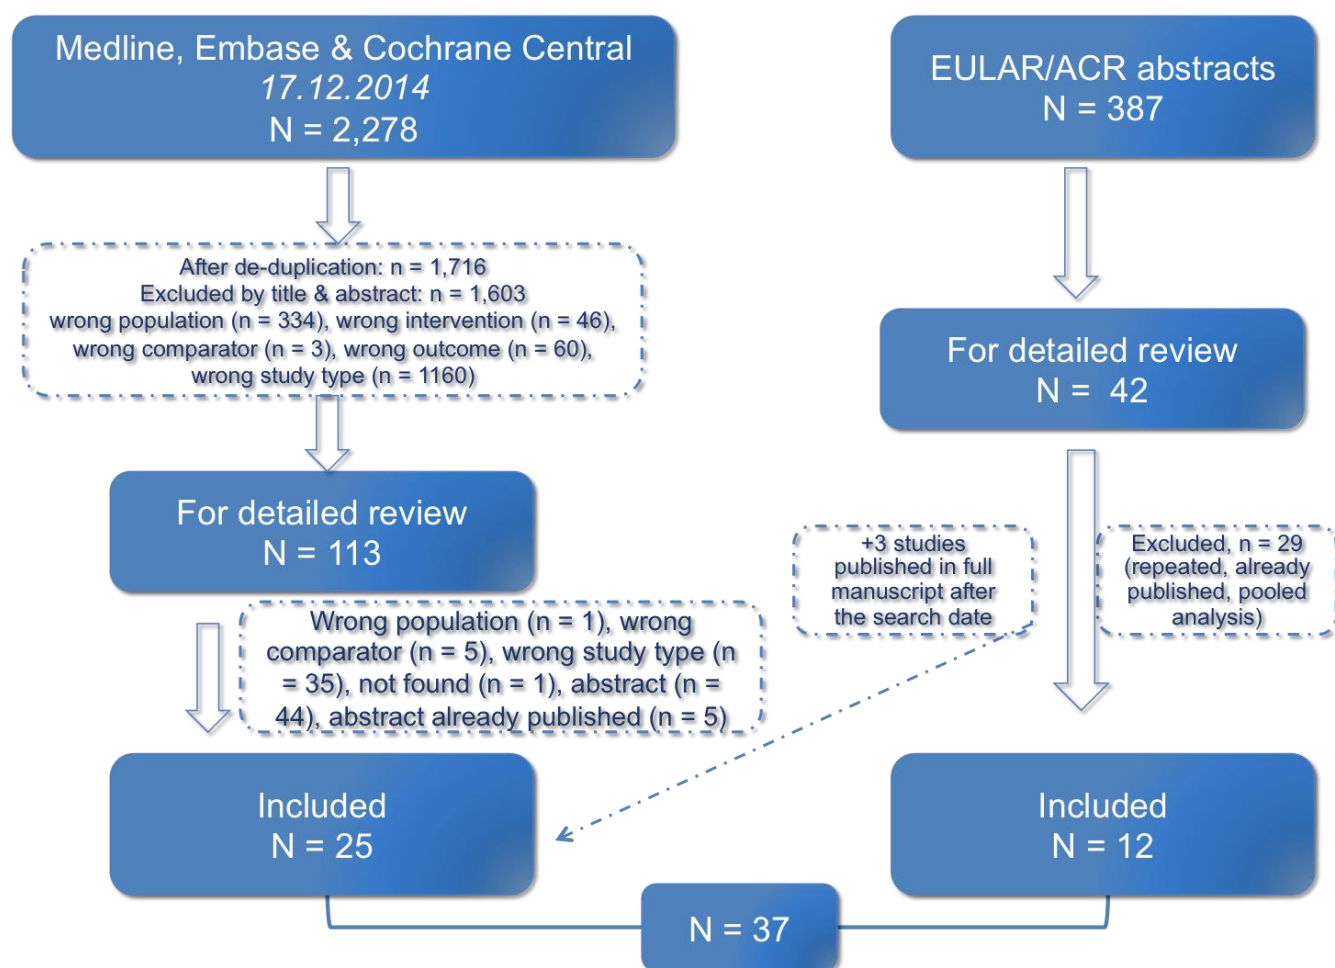 Medline, Embase & Cochrane Central
17.12.2014
N = 2,278
EULAR/ACR abstracts
N = 387
After de-duplication: n = 1,716
Excluded by title & abstract: n = 1,603
wrong population (n = 334), wrong intervention (n = 46),
wrong comparator (n = 3), wrong outcome (n = 60),
wrong study type (n = 1160)
For detailed review
N = 42
For detailed review
N = 113
+3 studies
published in full
manuscript after
the search date
Excluded, n = 29
(repeated, already
published, pooled
analysis)
Wrong population (n = 1), wrong
comparator (n = 5), wrong study type (n
= 35), not found (n = 1), abstract (n =
44), abstract already published (n = 5)
Included
N = 25
Included
N = 12
N = 37